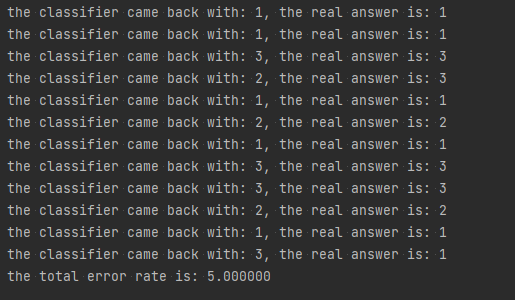 the classifier came back with: 1, the real answer is: 1
the classifier came back with: 1, the real answer is: 1
the classifier came back with: 3, the real answer is: 3
the classifier came back with: 2, the real answer is: 3
the classifier came back with: 1, the real answer is: 1
the classifier came back with: 2, the real answer is: 2
the classifier came back with: 1, the real answer is: 1
the classifier came back with: 3, the real answer is: 3
the classifier came back with: 3, the real answer is: 3
the classifier came back with: 2, the real answer is: 2
the classifier came back with: 1, the real answer is: 1
the classifier came back with: 3, the real answer is: 1
the total error rate is: 5.000000